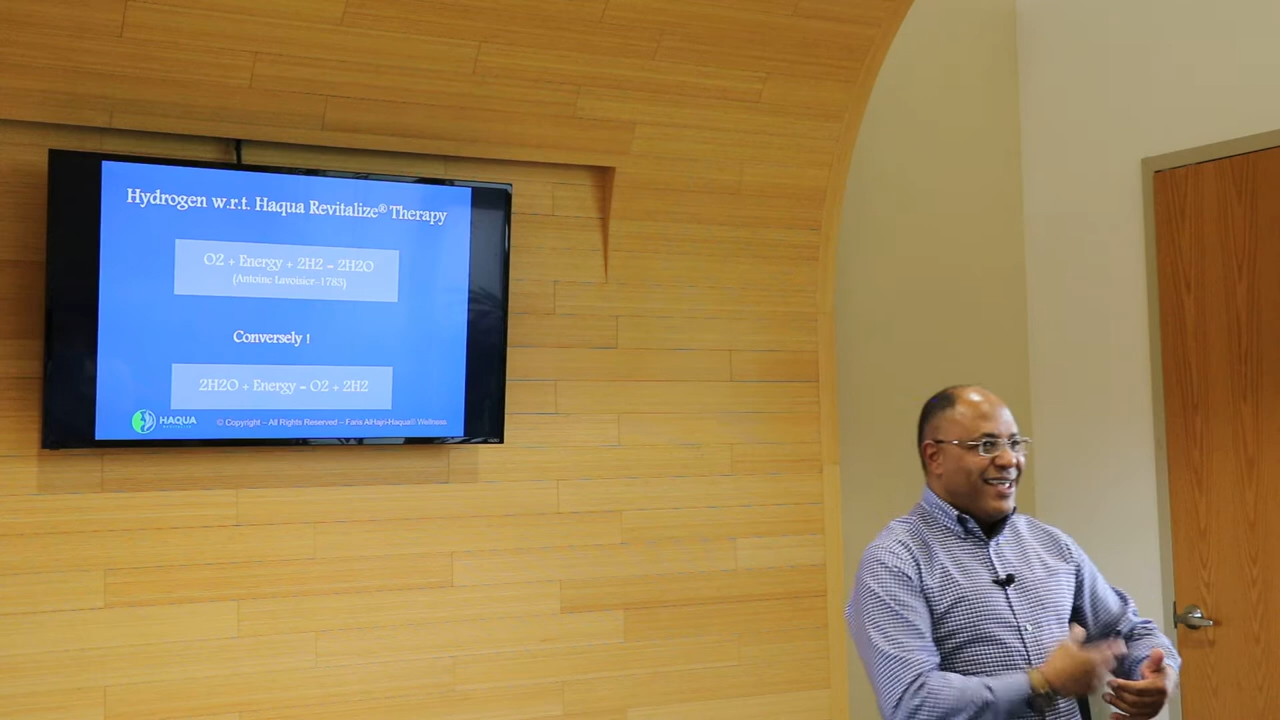 Hydrogen w.r.t. Haqua Revitalize® Therapy
O2 + Energy + 2H2 = 2H2O
(Antoine Lavoisier-1783)
Conversely !
2H2O + Energy = O2 + 2H2
HAQUA
REVITALIZE
© Copyright – All Rights Reserved – Faris AlHajri-Haqua® Wellness